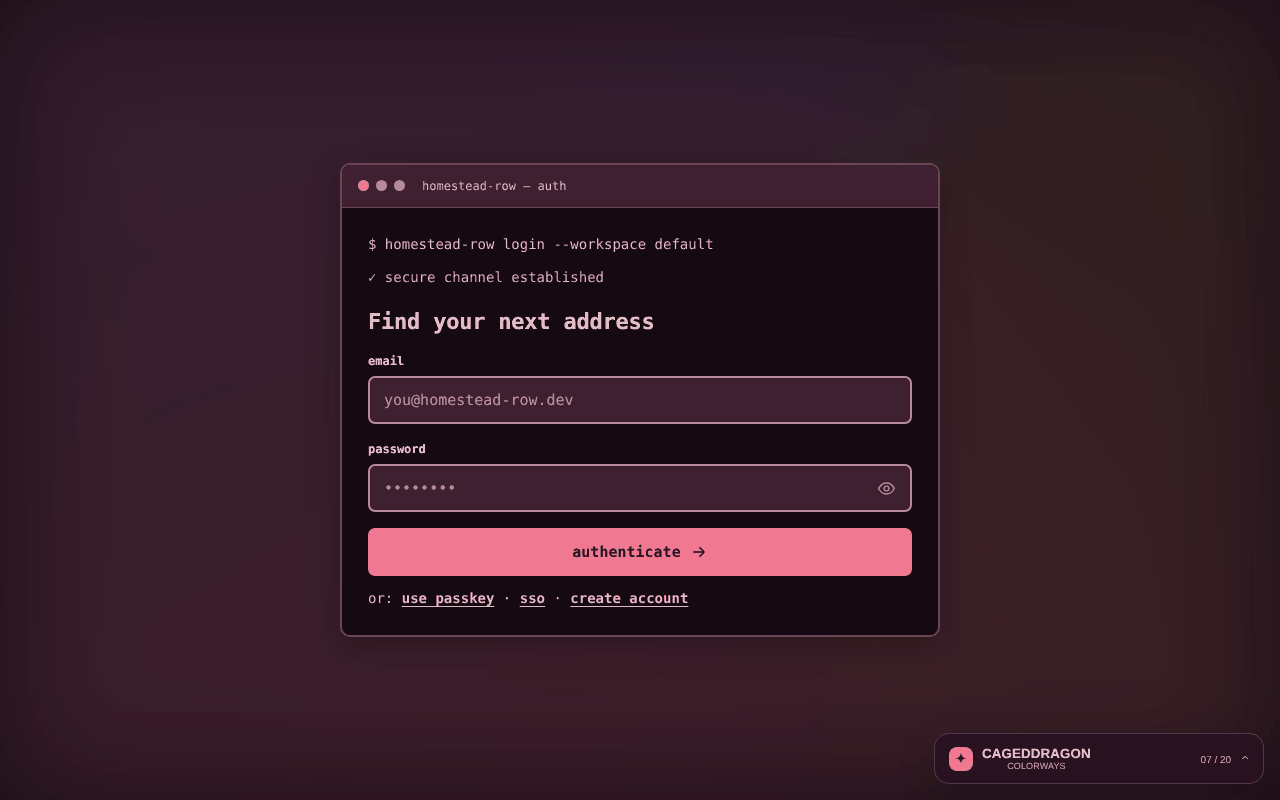 homestead-row — auth
$ homestead-row login --workspace default
✓ secure channel established
Find your next address
email
you@homestead-row.dev
password
••••••••
authenticate →
or: use passkey · sso · create account
✦ CAGEDDRAGON
COLORWAYS
07 / 20